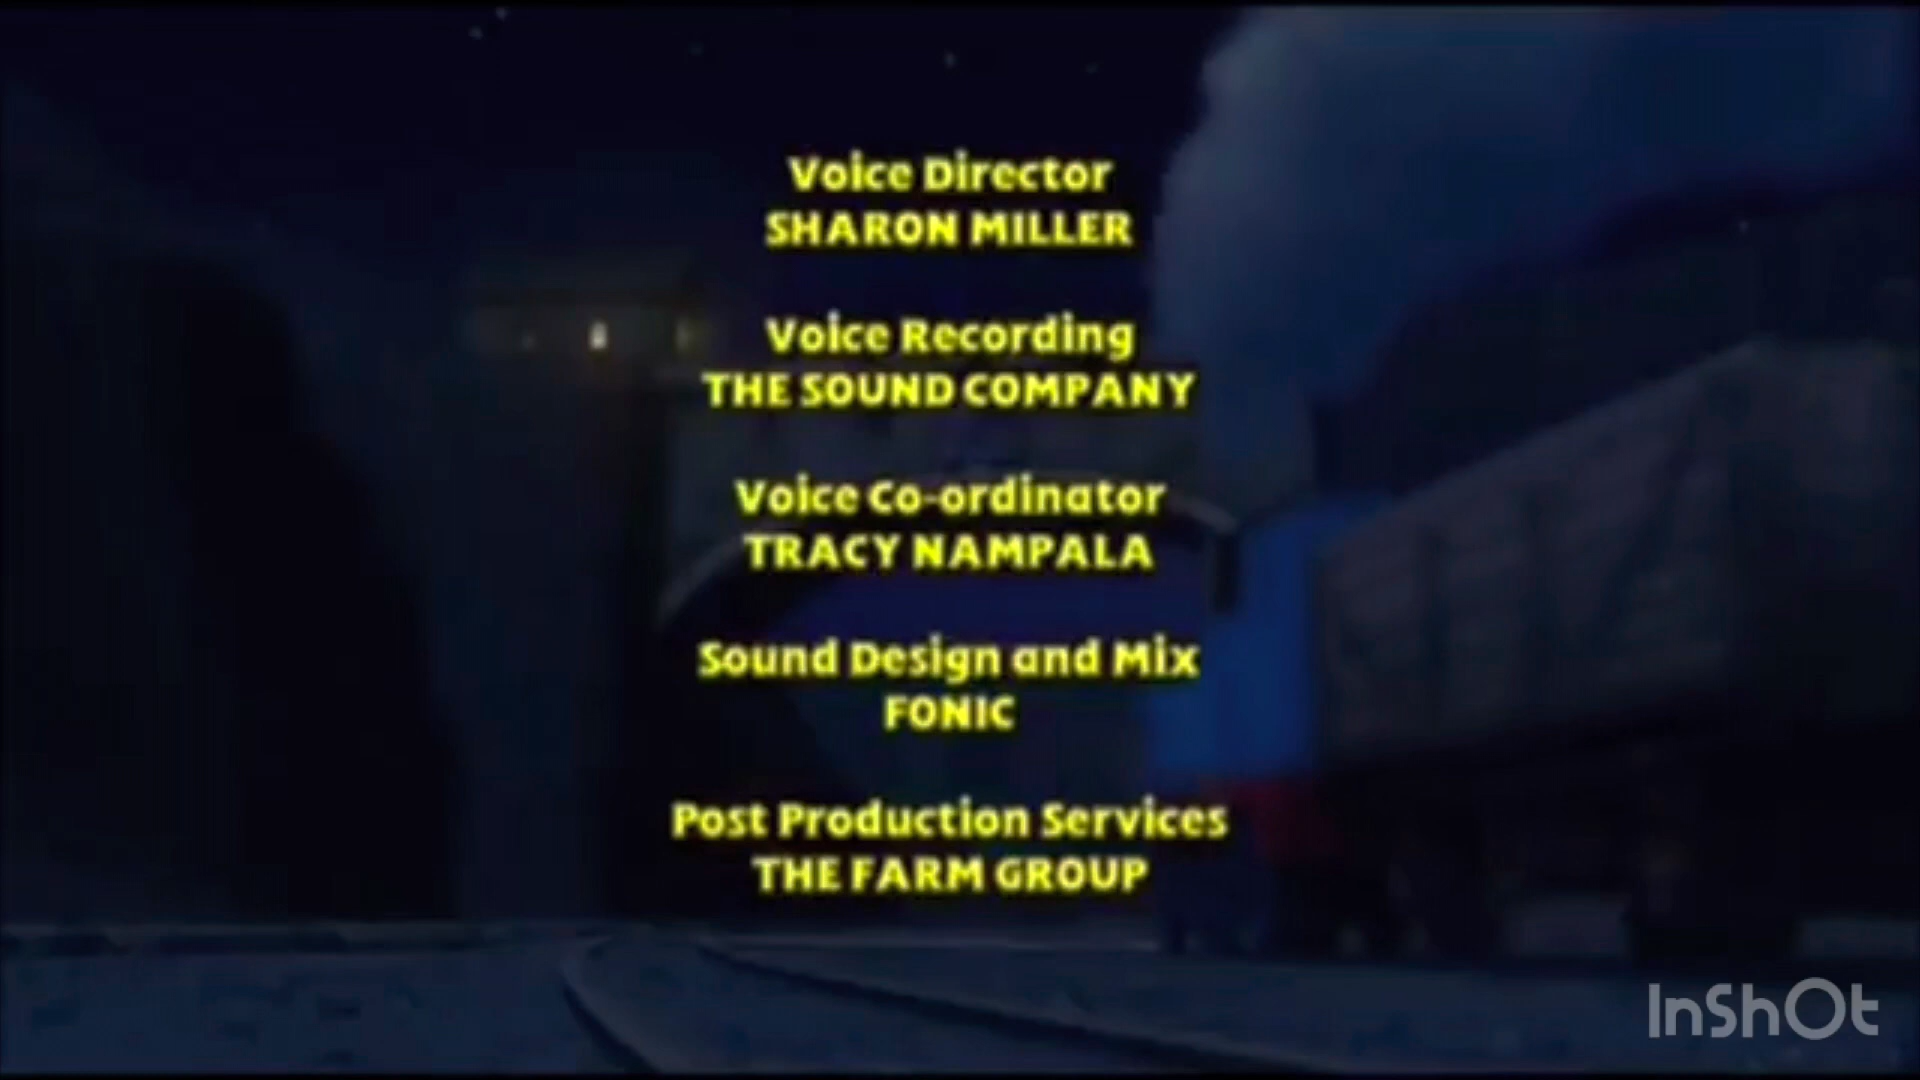 Voice Director
SHARON MILLER
Voice Recording
THE SOUND COMPANY
Voice Co-ordinator
TRACY NAMPALA
Sound Design and Mix
FONIC
Post Production Services
THE FARM GROUP
InShOt